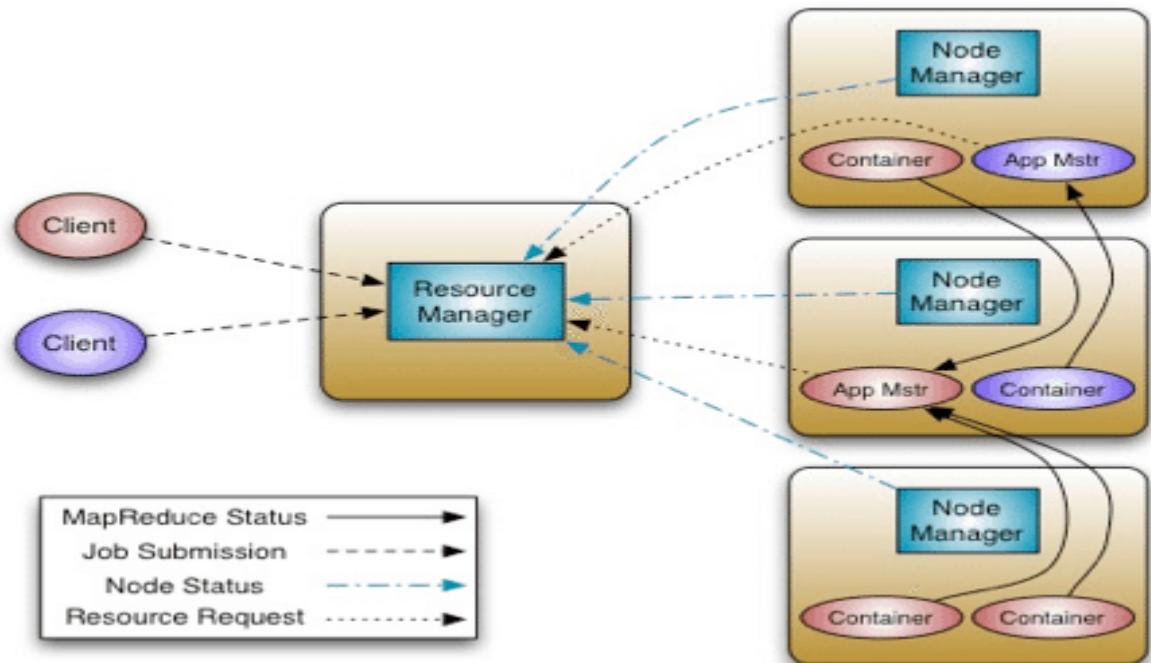 Node
Manager
Container
App Mstr
Client
Client
Resource
Manager
Node
Manager
App Mstr
Container
Node
Manager
Container
Container
MapReduce Status
Job Submission
Node Status
Resource Request